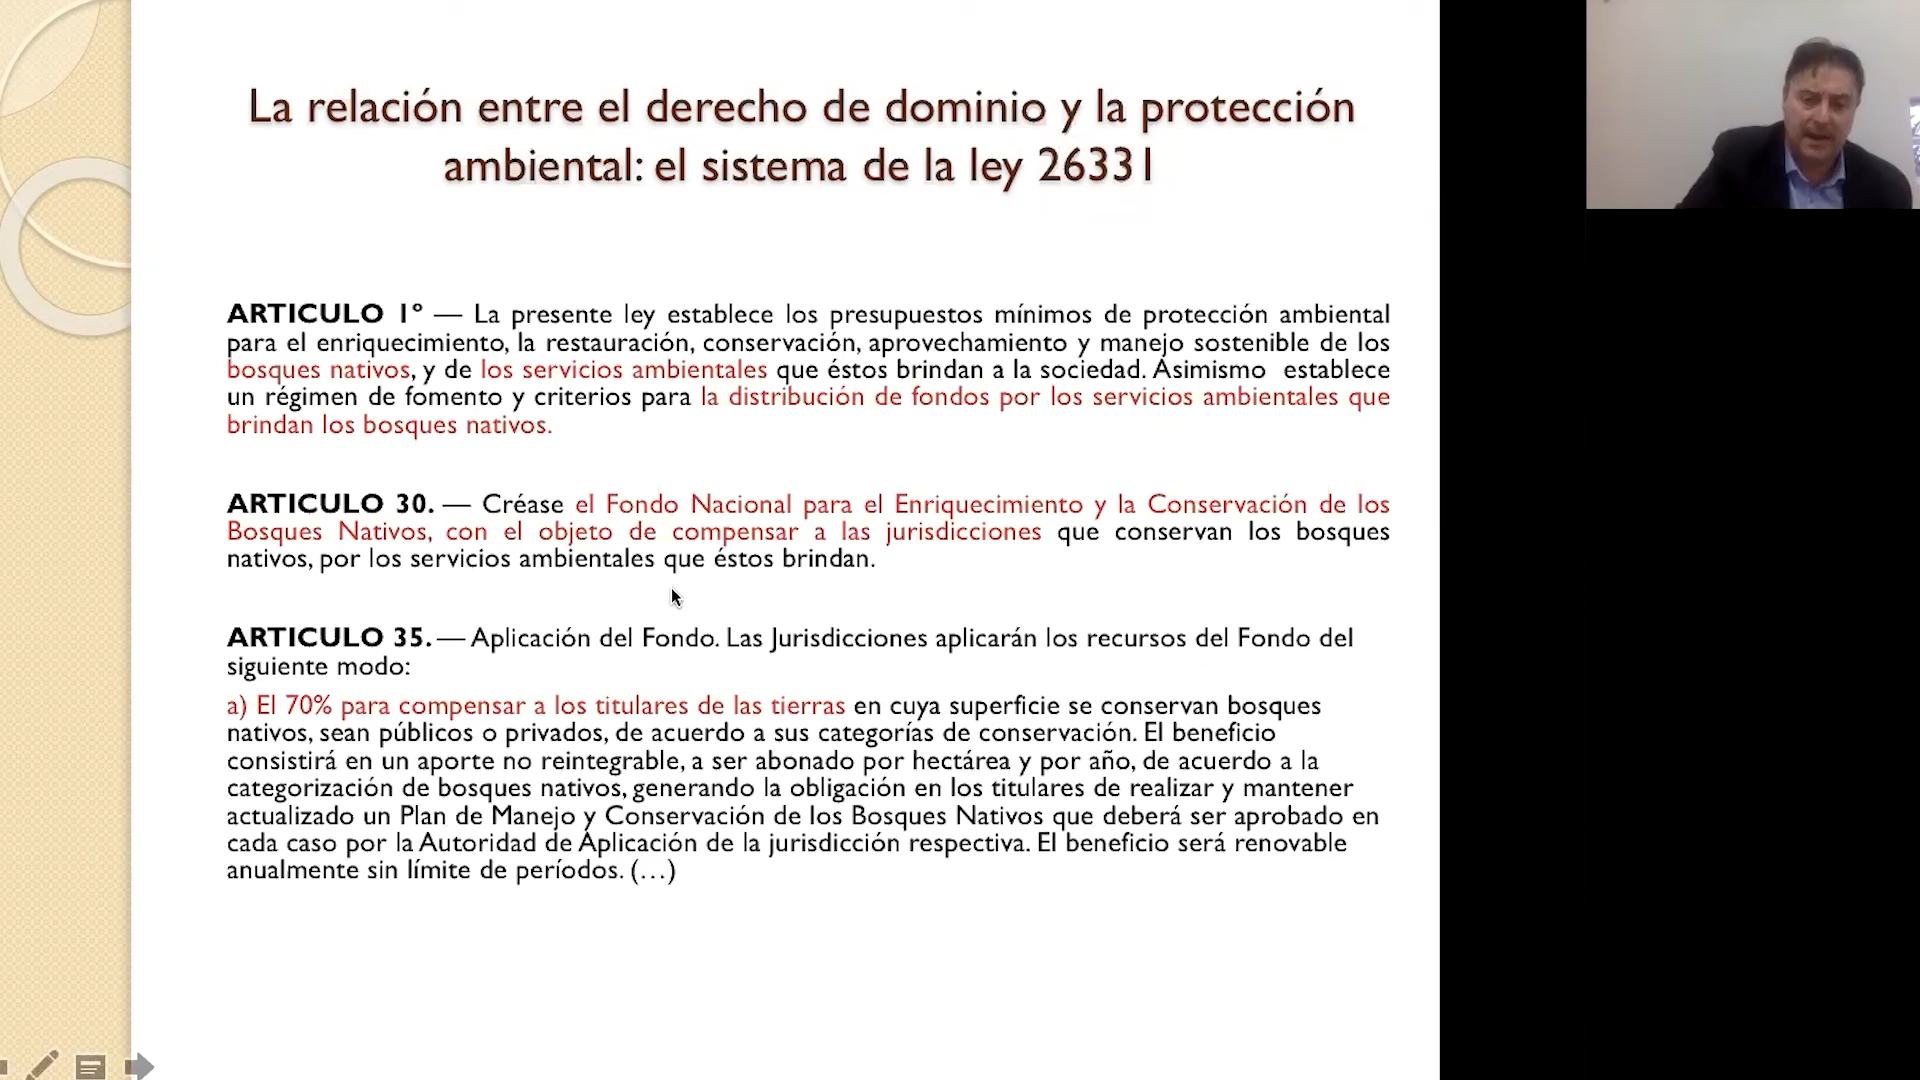 La relación entre el derecho de dominio y la protección
ambiental: el sistema de la ley 26331
ARTICULO 1º — La presente ley establece los presupuestos mínimos de protección ambiental
para el enriquecimiento, la restauración, conservación, aprovechamiento y manejo sostenible de los
bosques nativos, y de los servicios ambientales que éstos brindan a la sociedad. Asimismo establece
un régimen de fomento y criterios para la distribución de fondos por los servicios ambientales que
brindan los bosques nativos.
ARTICULO 30. — Créase el Fondo Nacional para el Enriquecimiento y la Conservación de los
Bosques Nativos, con el objeto de compensar a las jurisdicciones que conservan los bosques
nativos, por los servicios ambientales que éstos brindan.
ARTICULO 35. — Aplicación del Fondo. Las Jurisdicciones aplicarán los recursos del Fondo del
siguiente modo:
a) El 70% para compensar a los titulares de las tierras en cuya superficie se conservan bosques
nativos, sean públicos o privados, de acuerdo a sus categorías de conservación. El beneficio
consistirá en un aporte no reintegrable, a ser abonado por hectárea y por año, de acuerdo a la
categorización de bosques nativos, generando la obligación en los titulares de realizar y mantener
actualizado un Plan de Manejo y Conservación de los Bosques Nativos que deberá ser aprobado en
cada caso por la Autoridad de Aplicación de la jurisdicción respectiva. El beneficio será renovable
anualmente sin límite de períodos. (…)